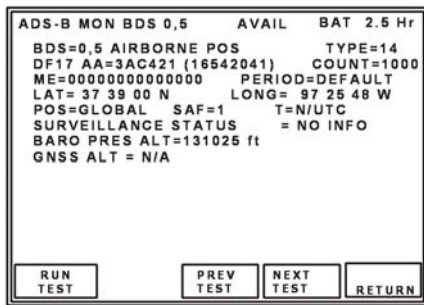 ADS-B MON BDS 0,5 AVAIL BAT 2.5 Hr
BDS=0,5 AIRBORNE POS TYPE=14
DF17 AA=3AC421 (16542041) COUNT=1000
ME=00000000000000 PERIOD=DEFAULT
LAT= 37 39 00 N LONG= 97 25 48 W
POS=GLOBAL SAF=1 T=N/UTC
SURVEILLANCE STATUS = NO INFO
BARO PRES ALT=131025 ft
GNSS ALT = N/A
RUN TEST
PREV TEST
NEXT TEST
RETURN